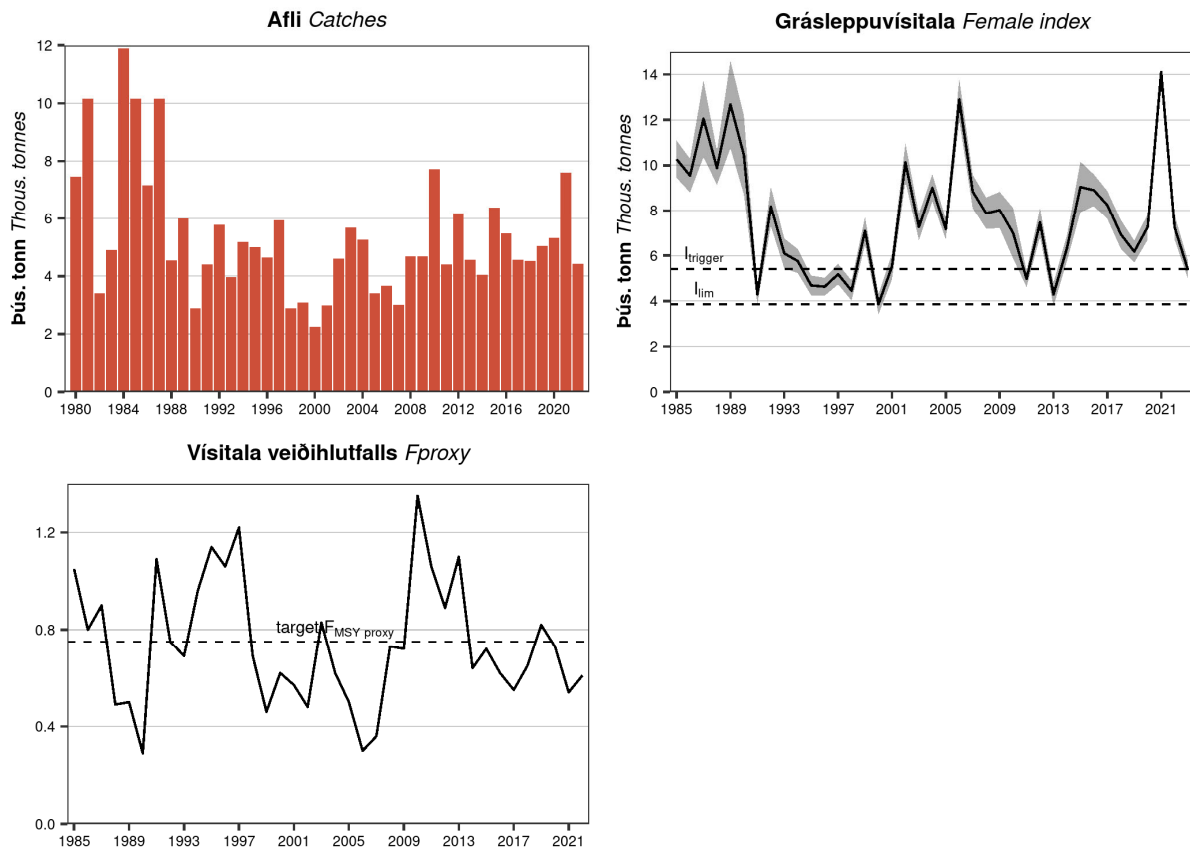 Afli Catches
Þús. tonn Thous. tonnes
12
10
8
6
4
2
0
1980 1984 1988 1992 1996 2000 2004 2008 2012 2016 2020
Grásleppuvísitala Female index
Þús. tonn Thous. tonnes
14
12
10
8
6
4
2
0
Itrigger
Ilim
1985 1989 1993 1997 2001 2005 2009 2013 2017 2021
Vísitala veiðihlutfalls Fproxy
1.2
0.8
0.4
0.0
target FMSY proxy
1985 1989 1993 1997 2001 2005 2009 2013 2017 2021